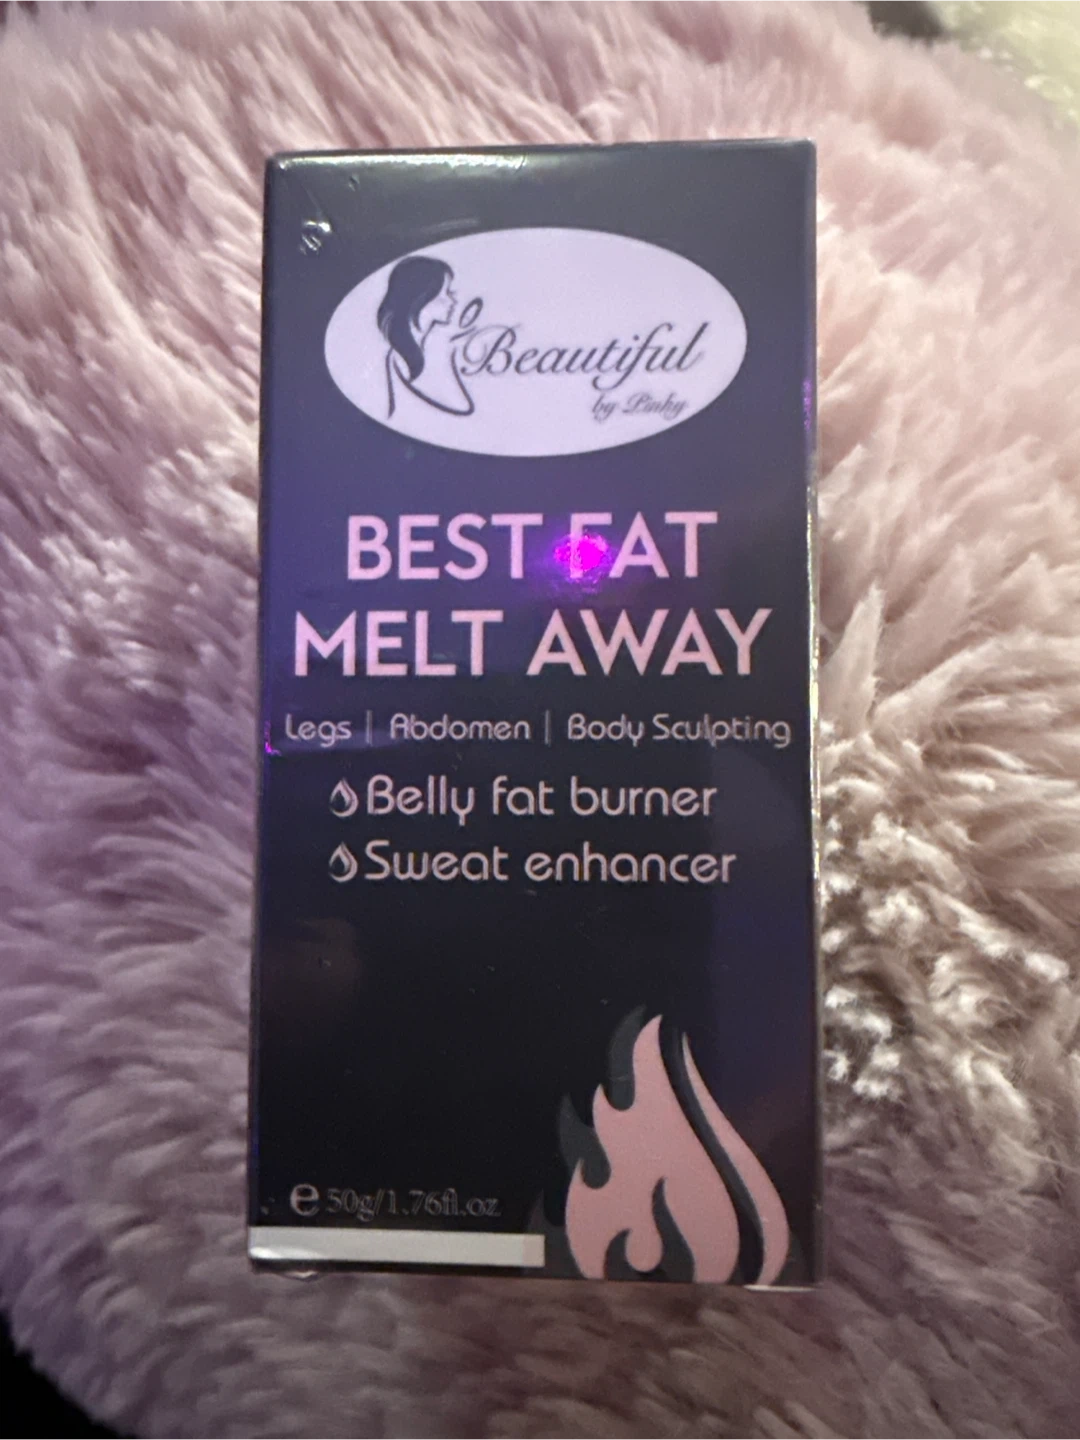 Beautiful
by Pinky
BEST FAT
MELT AWAY
Legs | Abdomen | Body Sculpting
Belly fat burner
Sweat enhancer
e 50g/1.76fl.oz